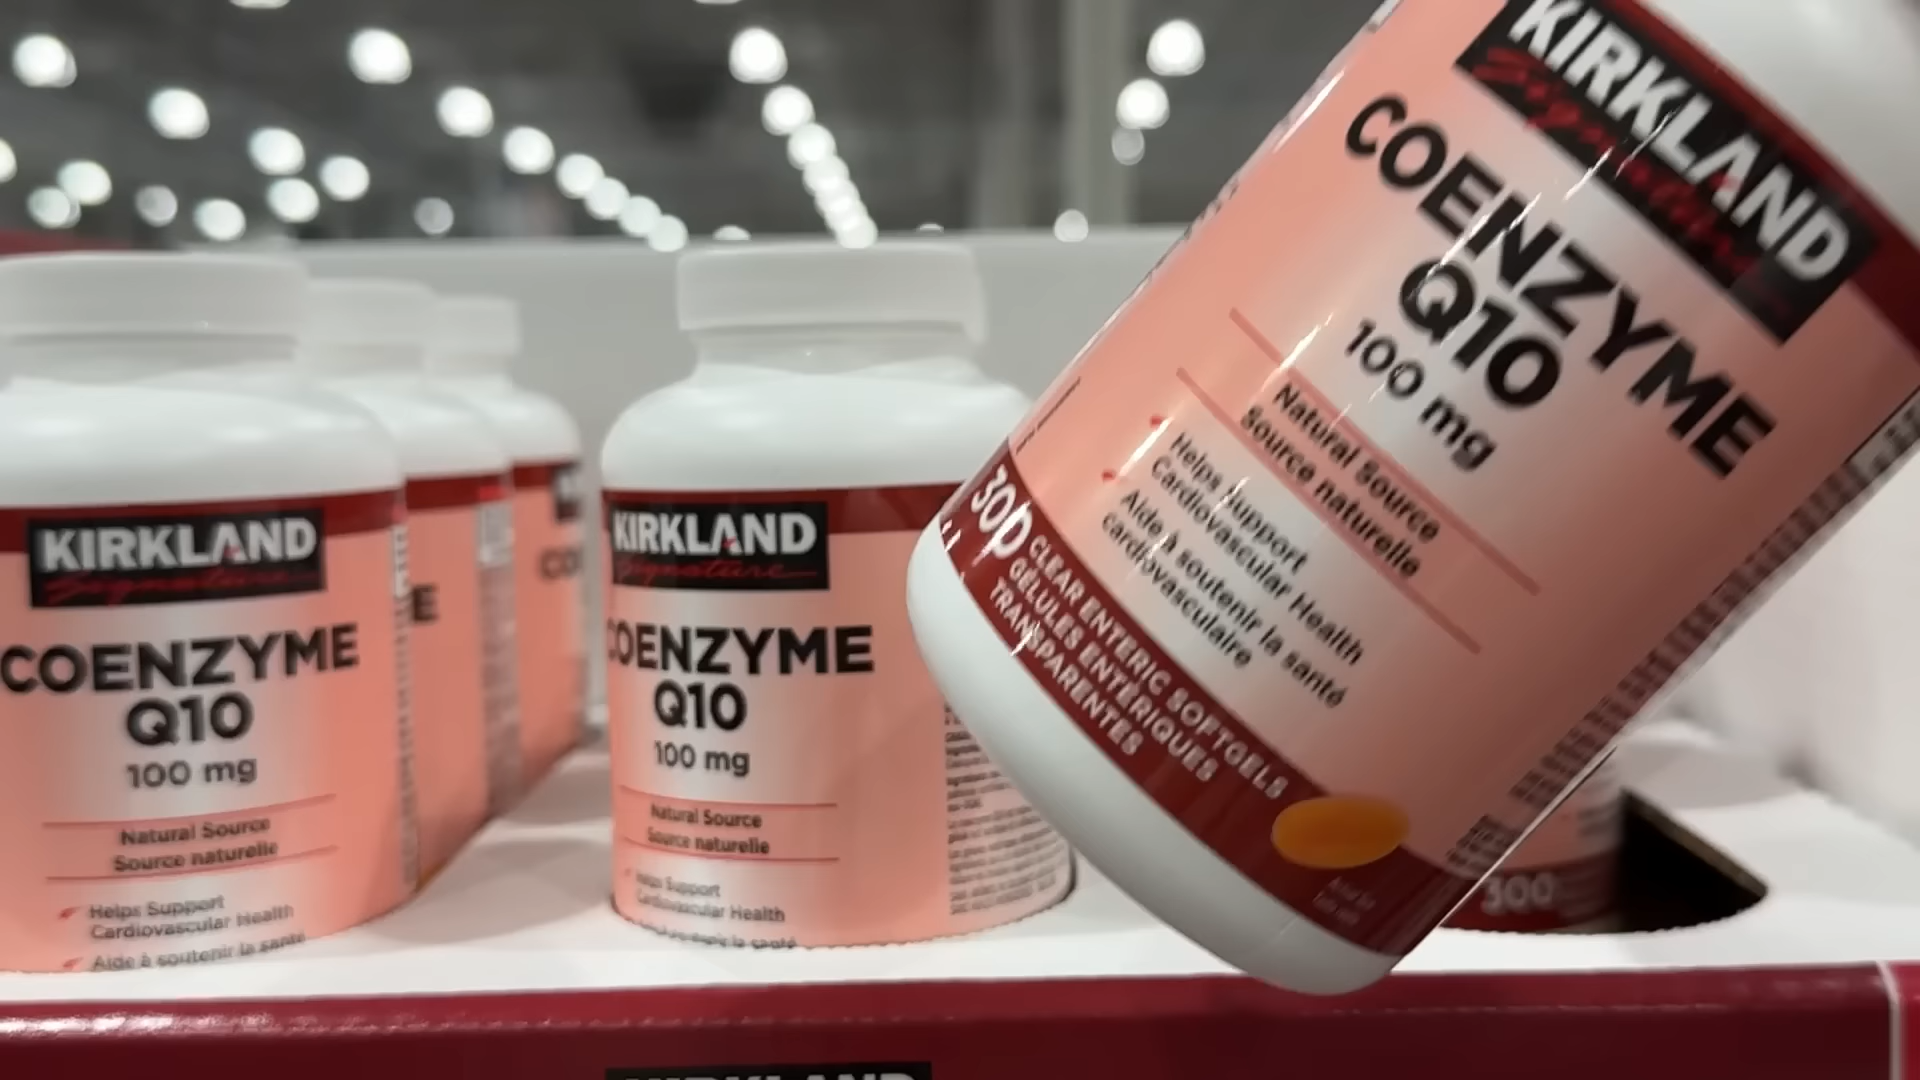 KIRKLAND
Signature
COENZYME
Q10
100 mg
Natural Source
Source naturelle
Helps Support
Cardiovascular Health
Aide à soutenir la santé
KIRKLAND
Signature
COENZYME
Q10
100 mg
Natural Source
Source naturelle
Helps Support
Cardiovascular Health
KIRKLAND
Signature
COENZYME
Q10
100 mg
Natural Source
Source naturelle
Helps Support
Cardiovascular Health
Aide à soutenir la santé
cardiovasculaire
300
CLEAR ENTERIC SOFTGELS
GÉLULES ENTÉRIQUES
TRANSPARENTES
E
CO
300
KIRKLAND